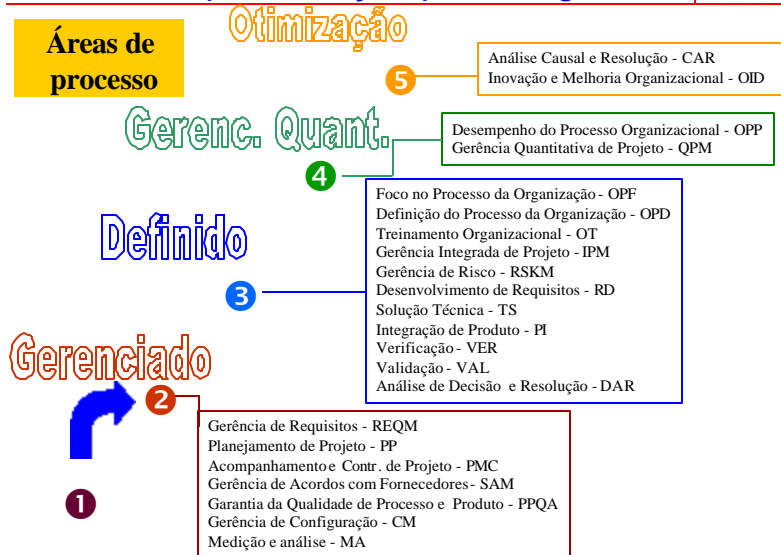 Otimização
Áreas de
processo
5
Análise Causal e Resolução - CAR
Inovação e Melhoria Organizacional - OID
Gerenc. Quant.
4
Desempenho do Processo Organizacional - OPP
Gerência Quantitativa de Projeto - QPM
Definido
3
Foco no Processo da Organização - OPF
Definição do Processo da Organização - OPD
Treinamento Organizacional - OT
Gerência Integrada de Projeto - IPM
Gerência de Risco - RSKM
Desenvolvimento de Requisitos - RD
Solução Técnica - TS
Integração de Produto - PI
Verificação - VER
Validação - VAL
Análise de Decisão e Resolução - DAR
Gerenciado
2
Gerência de Requisitos - REQM
Planejamento de Projeto - PP
Acompanhamento e Contr. de Projeto - PMC
Gerência de Acordos com Fornecedores - SAM
Garantia da Qualidade de Processo e Produto - PPQA
Gerência de Configuração - CM
Medição e análise - MA
1